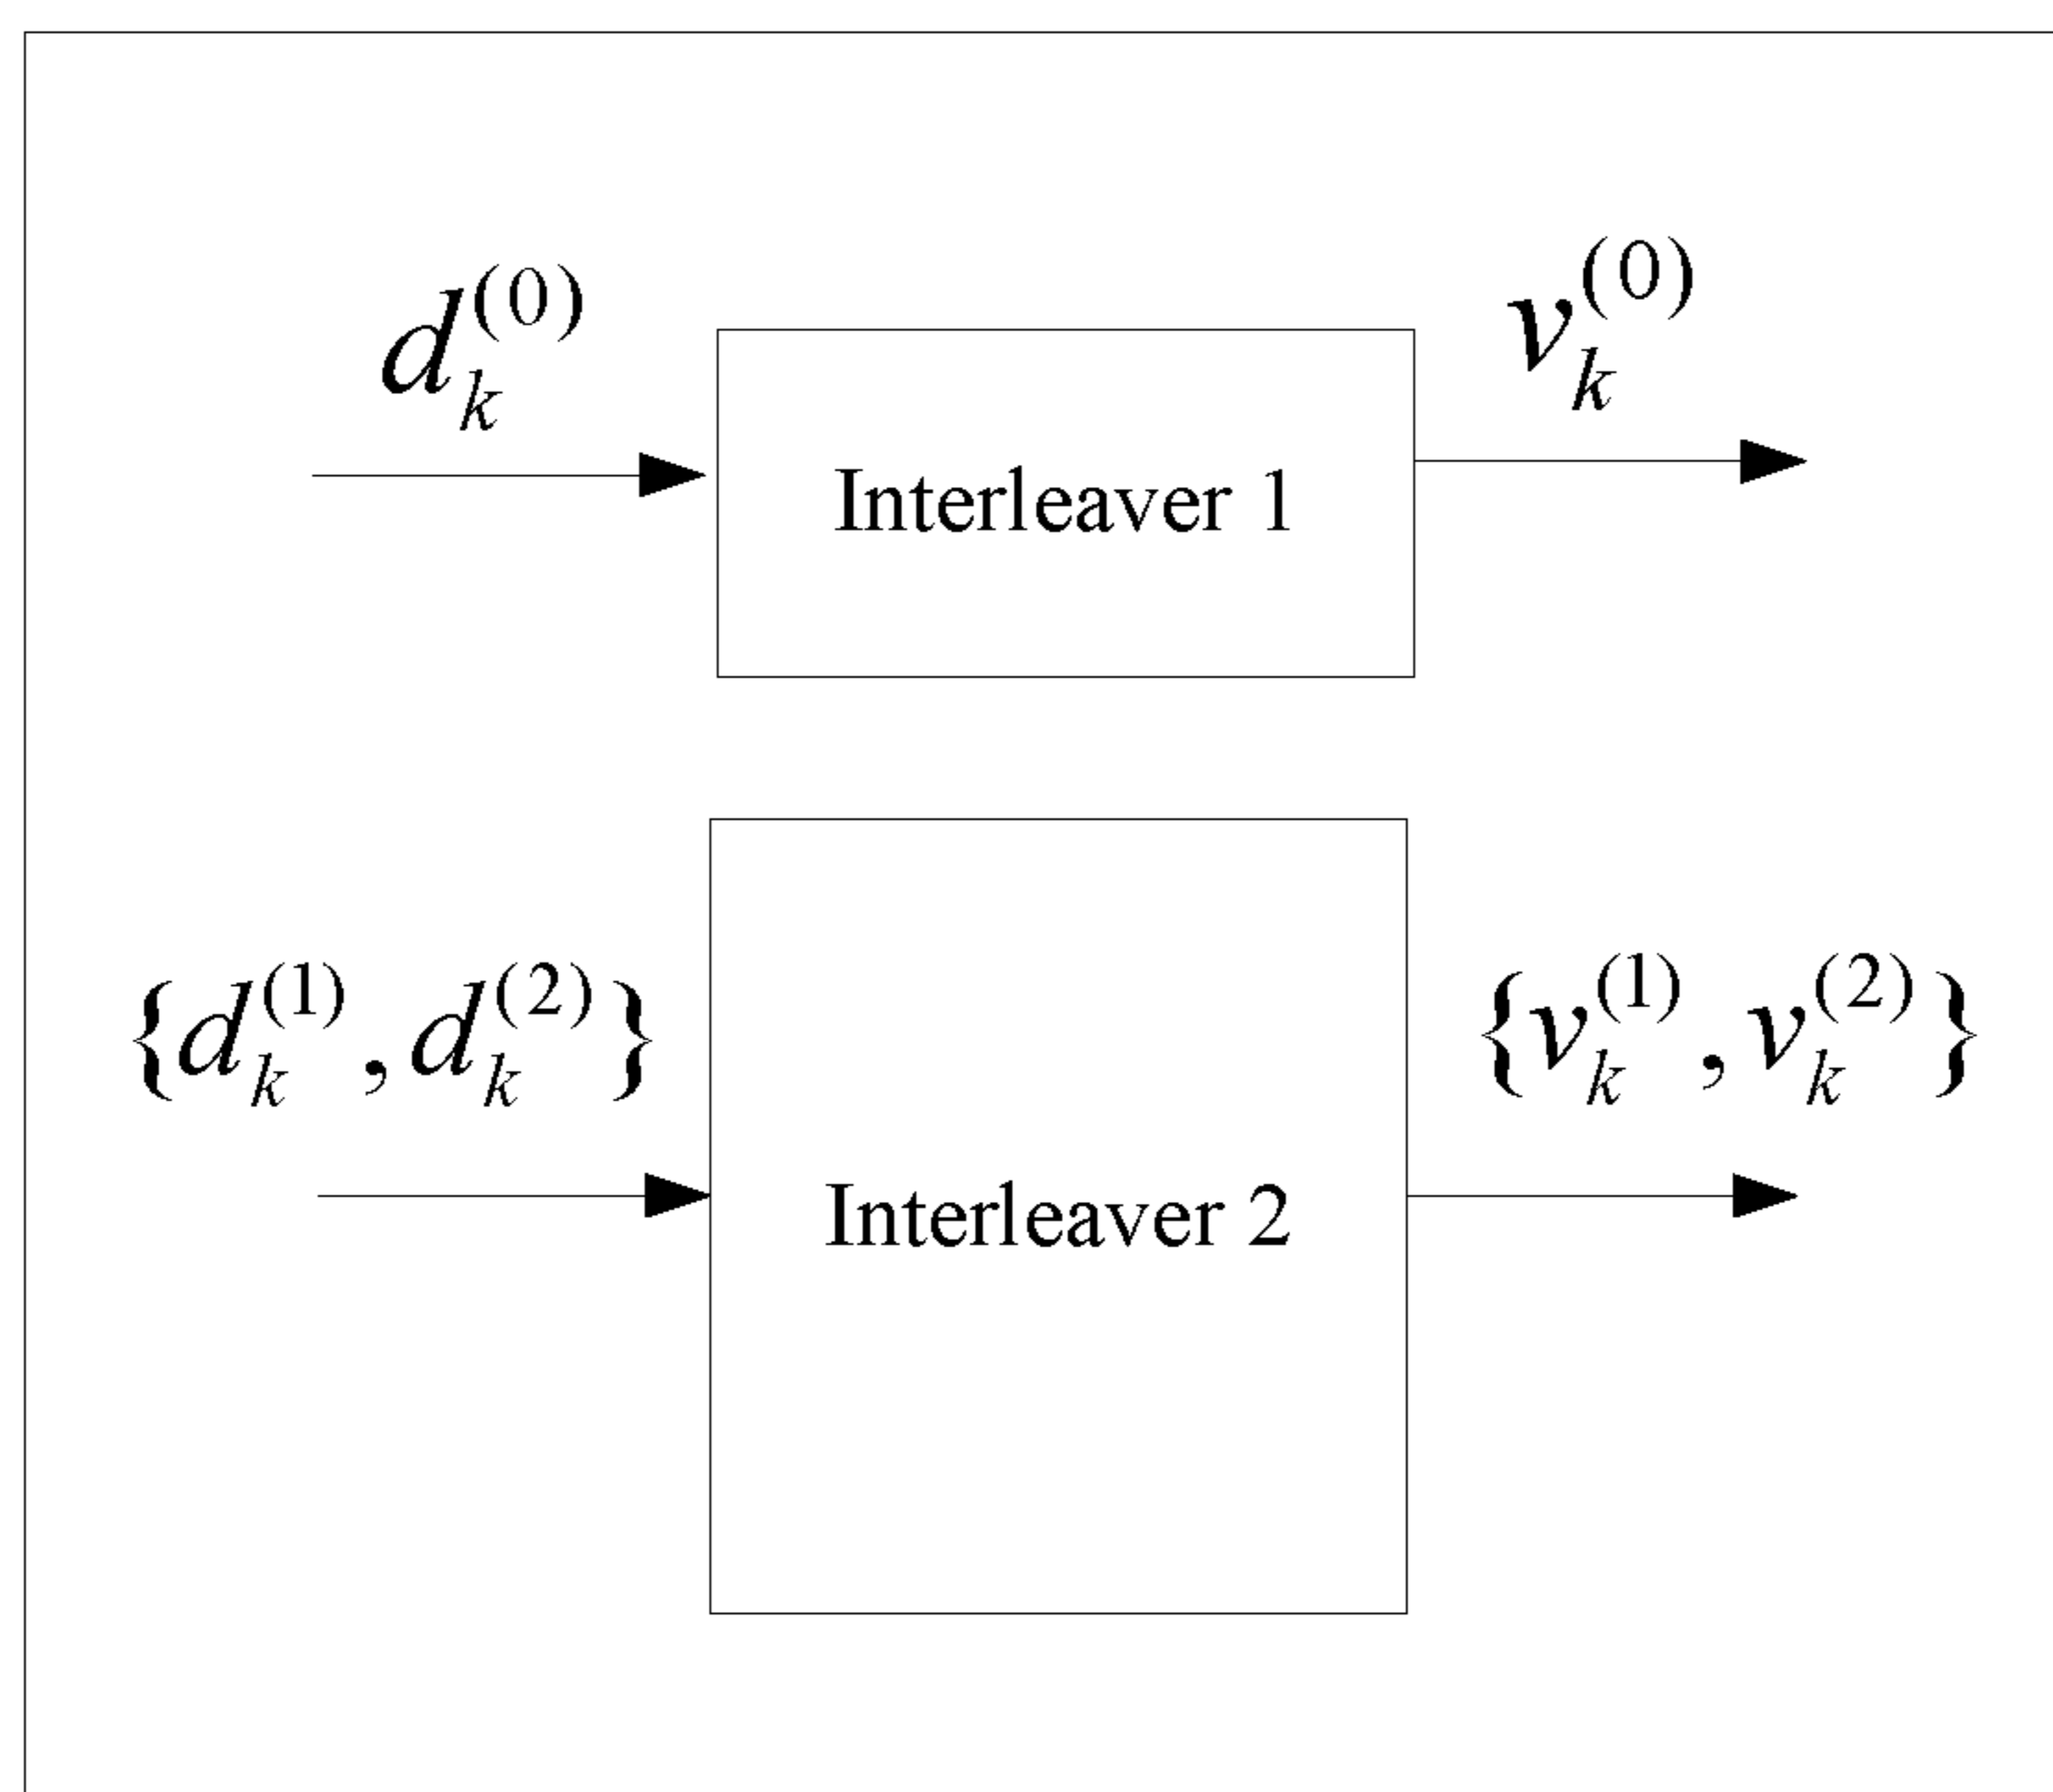 d_k^{(0)}
v_k^{(0)}
Interleaver 1
{d_k^{(1)}, d_k^{(2)}}
{v_k^{(1)}, v_k^{(2)}}
Interleaver 2